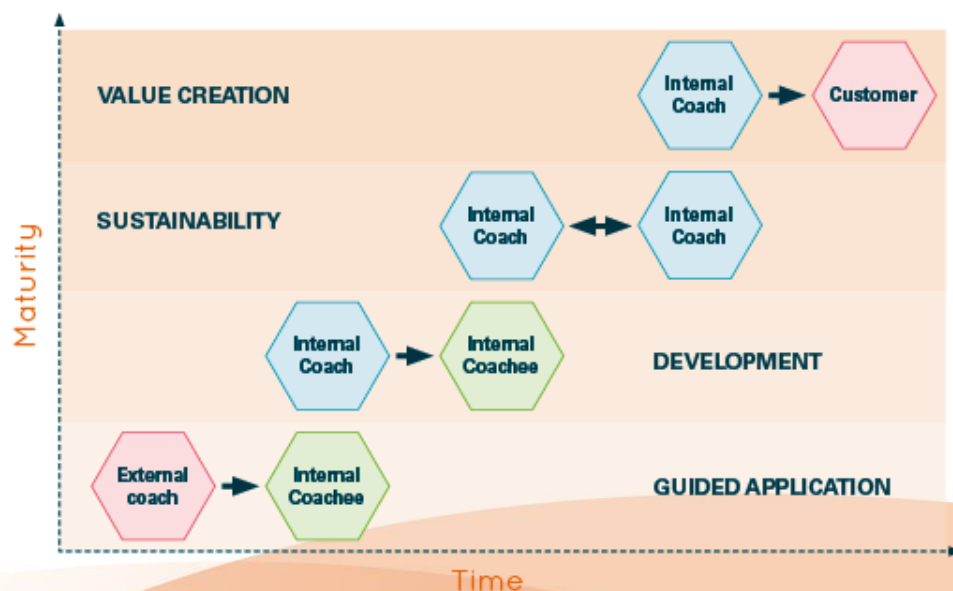 VALUE CREATION
Internal
Coach
Customer
SUSTAINABILITY
Internal
Coach
Internal
Coach
Internal
Coach
Internal
Coachee
DEVELOPMENT
External
coach
Internal
Coachee
GUIDED APPLICATION
Maturity
Time